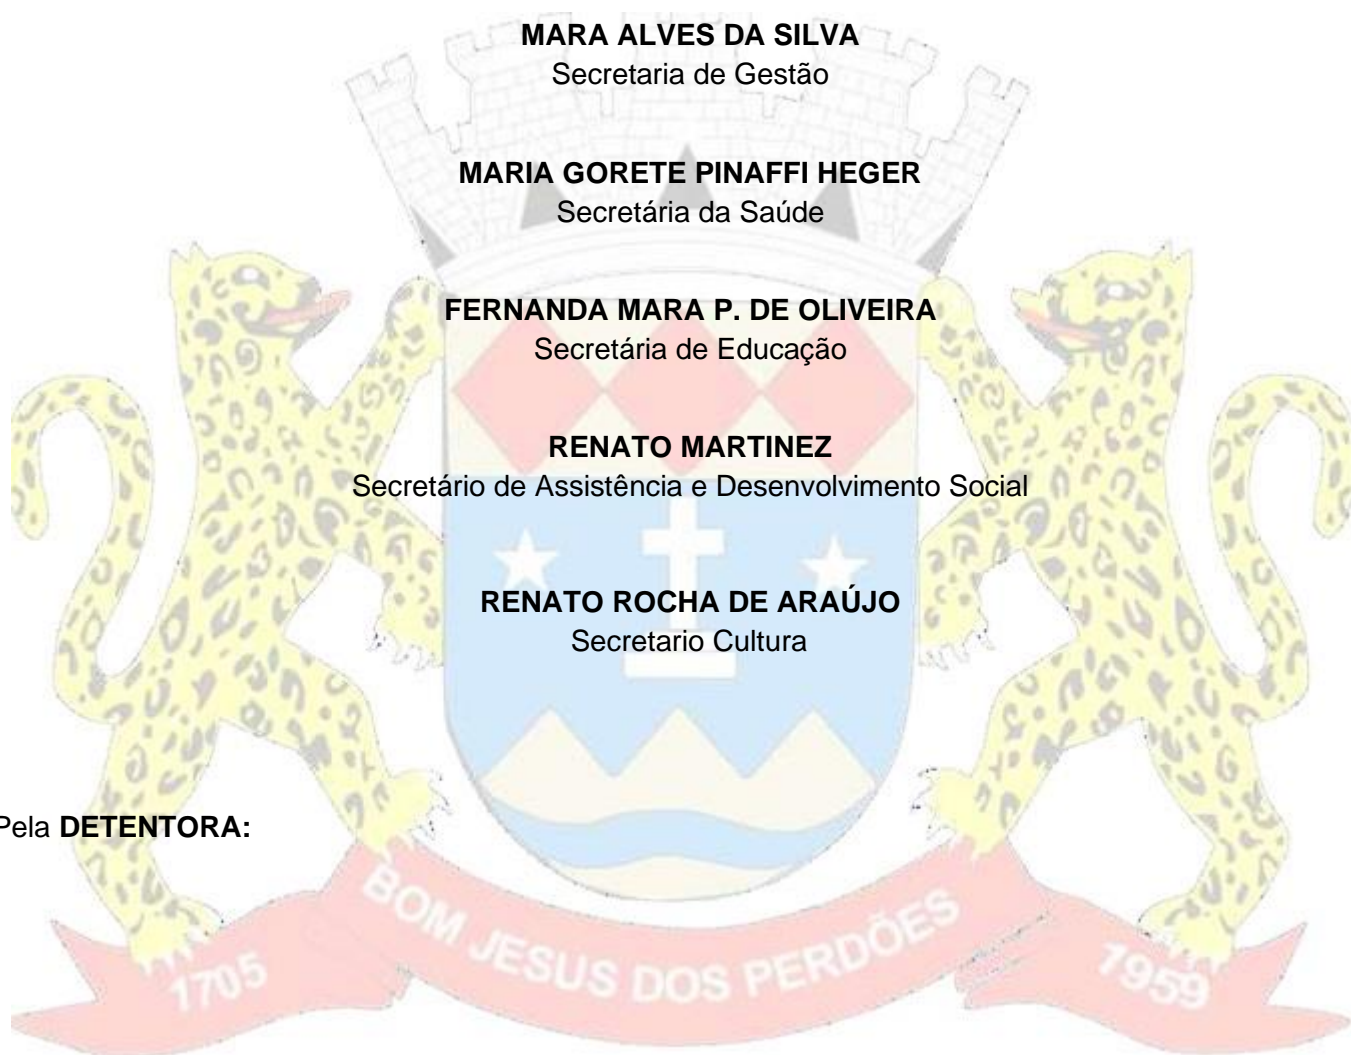 MARA ALVES DA SILVA
Secretaria de Gestão
MARIA GORETE PINAFFI HEGER
Secretária da Saúde
FERNANDA MARA P. DE OLIVEIRA
Secretária de Educação
RENATO MARTINEZ
Secretário de Assistência e Desenvolvimento Social
RENATO ROCHA DE ARAÚJO
Secretario Cultura
Pela DETENTORA:
1705
BOM JESUS DOS PERDÕES
1959